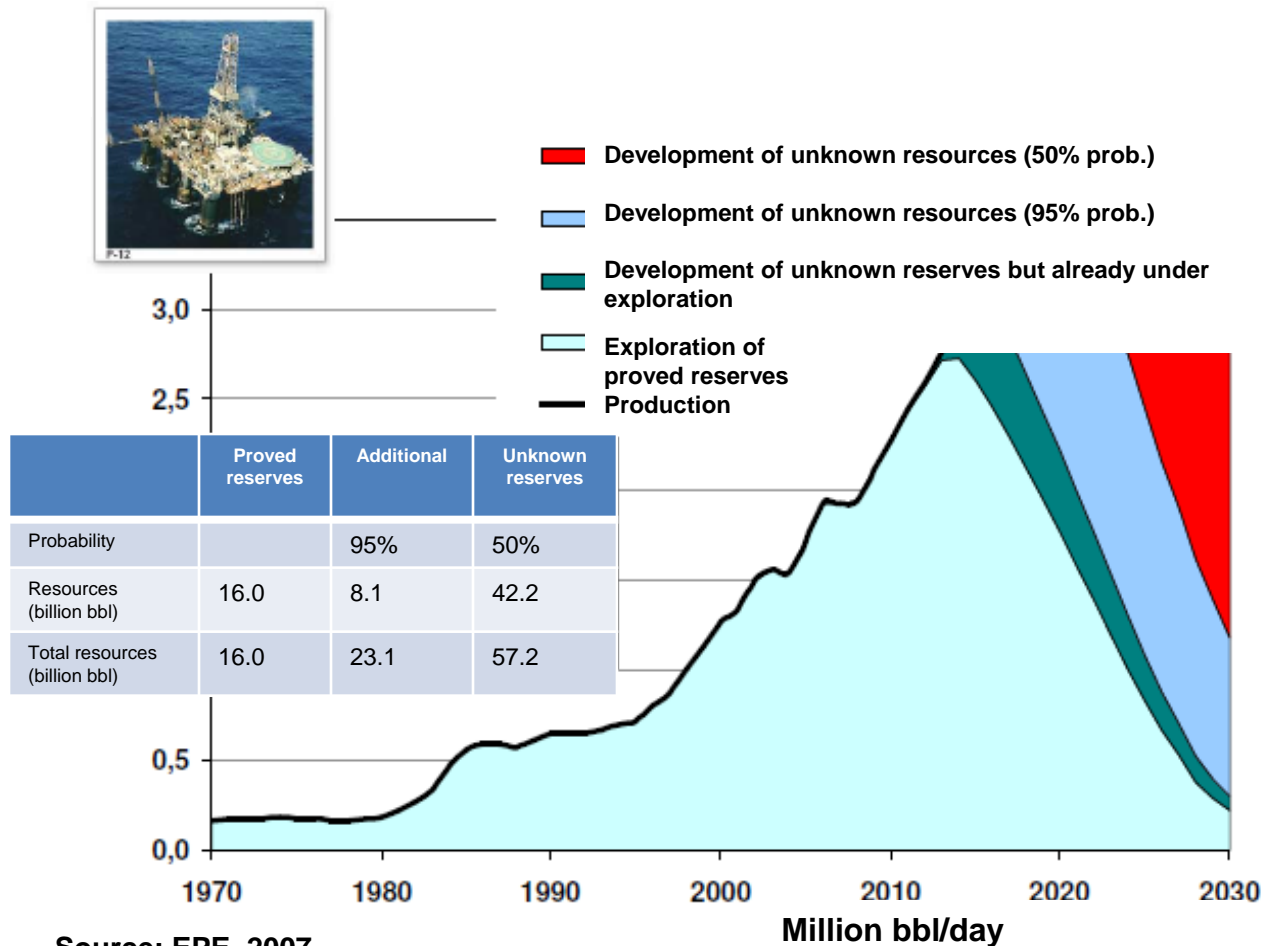 P-12
Development of unknown resources (50% prob.)
Development of unknown resources (95% prob.)
Development of unknown reserves but already under
exploration
Exploration of
proved reserves
Production
3,0
2,5
Proved
reserves
Additional
Unknown
reserves
Probability
95%
50%
Resources
(billion bbl)
16.0
8.1
42.2
Total resources
(billion bbl)
16.0
23.1
57.2
0,5
0,0
1970
1980
1990
2000
2010
2020
2030
Million bbl/day
Source: EPE, 2007